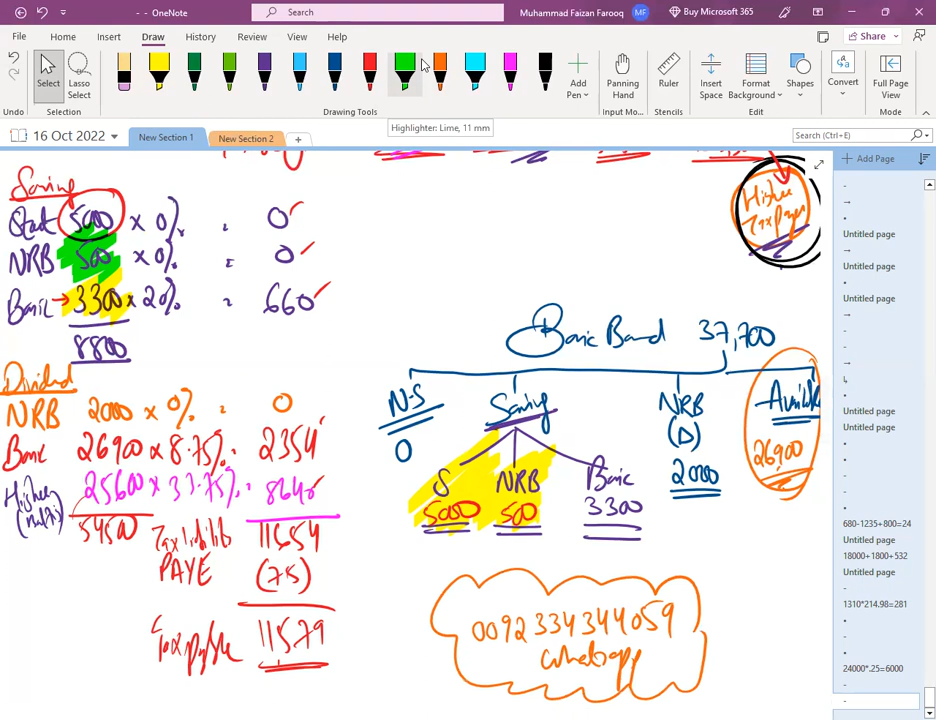 - - OneNote
Search
Muhammad Faizan Farooq
MF
Buy Microsoft 365
File
Home
Insert
Draw
History
Review
View
Help
Share
Undo
Select
Lasso
Select
Selection
Drawing Tools
Add
Pen
Panning
Hand
Input Mo...
Ruler
Stencils
Insert
Space
Format
Background
Edit
Shapes
Convert
Full Page
View
Mode
Highlighter: Lime, 11 mm
16 Oct 2022
New Section 1
New Section 2
+
Search (Ctrl+E)
Add Page
Saving
Start 5000 x 0% = 0
NRB 500 x 0% = 0
Basic → 3300 x 20% = 660
8800
Higher
Taxpayer
Basic Band 37,700
N-S
0
Saving
S
5000
NRB
500
Basic
3300
NRB
(D)
2000
26900
Dividend
NRB 2000 x 0% = 0
Basic 26900 x 8.75% = 2354
Higher 25600 x 33.75% = 8640
54500
Tax liability 11654
PAYE (75)
Tax payable 11579
0092334344059
whatsapp
-
→
•
Untitled page
→
•
Untitled page
→
•
Untitled page
→
•
→
↳
Untitled page
•
Untitled page
•
Untitled page
•
680-1235+800=24
18000+1800+532
Untitled page
•
1310*214.98=281
•
Untitled page
•
24000*.25=6000
-
-